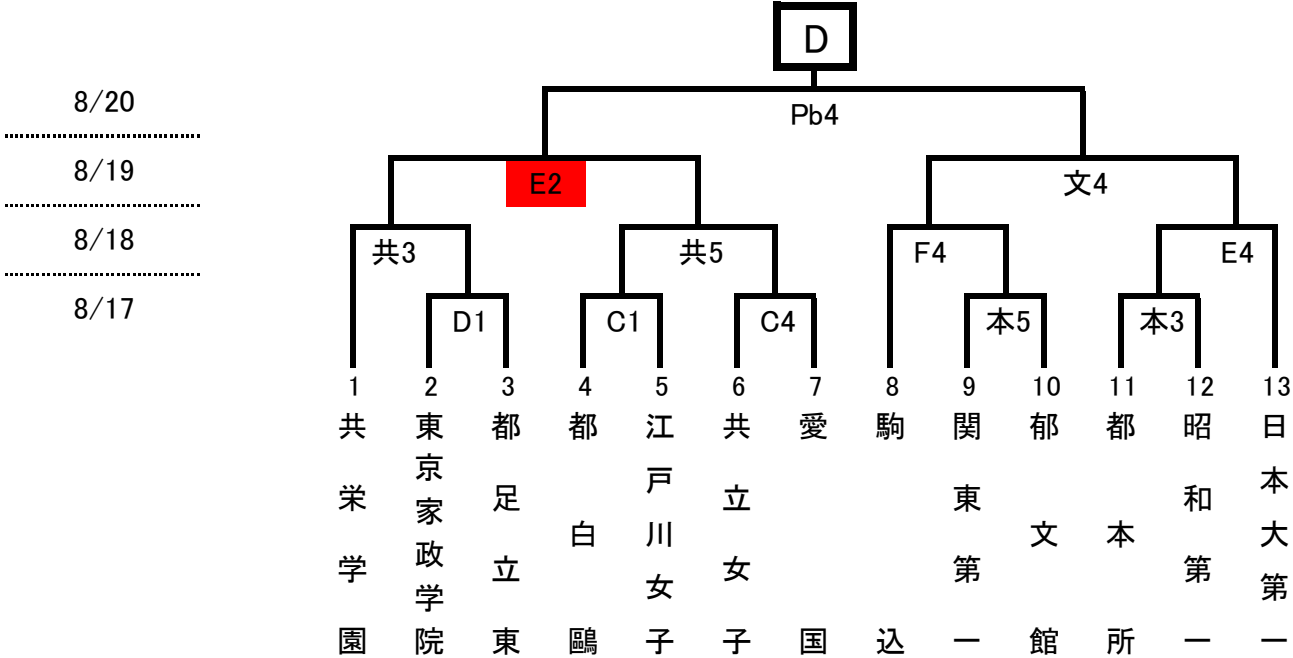 D
8/20
Pb4
8/19
E2
文4
8/18
共3
共5
F4
E4
8/17
D1
C1
C4
本5
本3
1
2
3
4
5
6
7
8
9
10
11
12
13
共栄学園
東京家政学院
都足立東
都白鷗
江戸川女子
共立女子
愛国
駒込
関東第一
郁文館
都本所
昭和第一
日本大第一